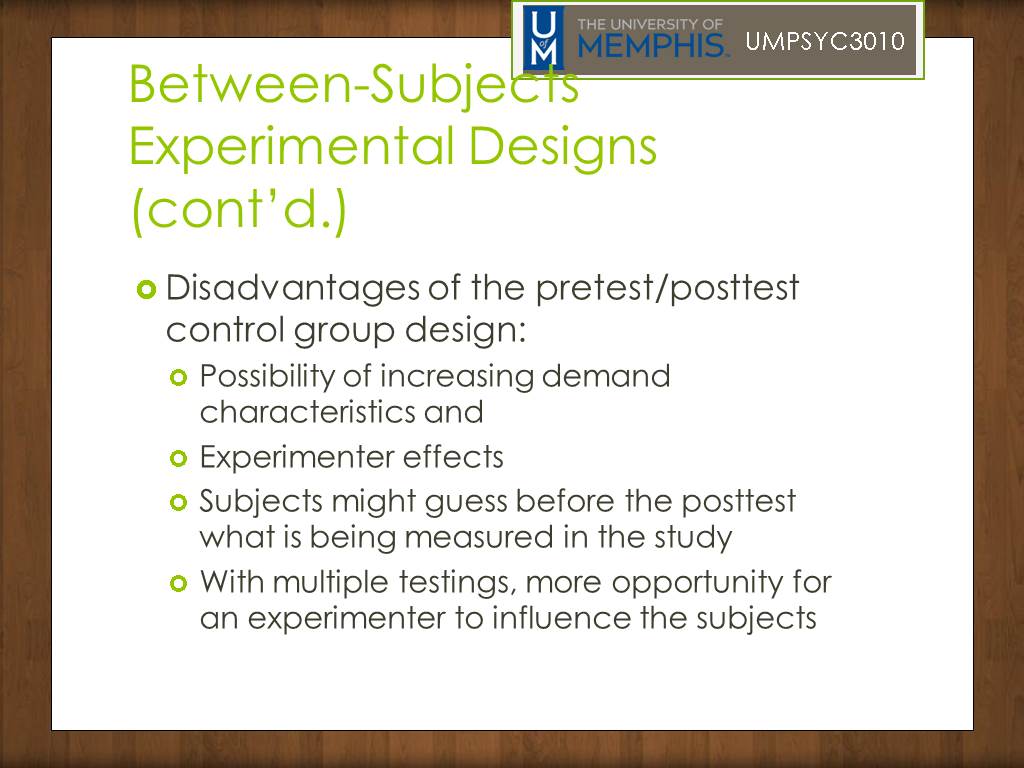 U
of
M
THE UNIVERSITY OF
MEMPHIS.
UMPSYC3010
Between-Subjects
Experimental Designs
(cont’d.)
Disadvantages of the pretest/posttest
control group design:
Possibility of increasing demand
characteristics and
Experimenter effects
Subjects might guess before the posttest
what is being measured in the study
With multiple testings, more opportunity for
an experimenter to influence the subjects